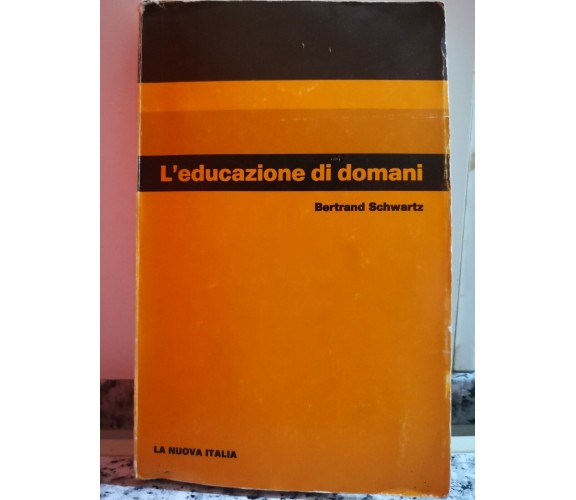 L'educazione di domani
Bertrand Schwartz
LA NUOVA ITALIA